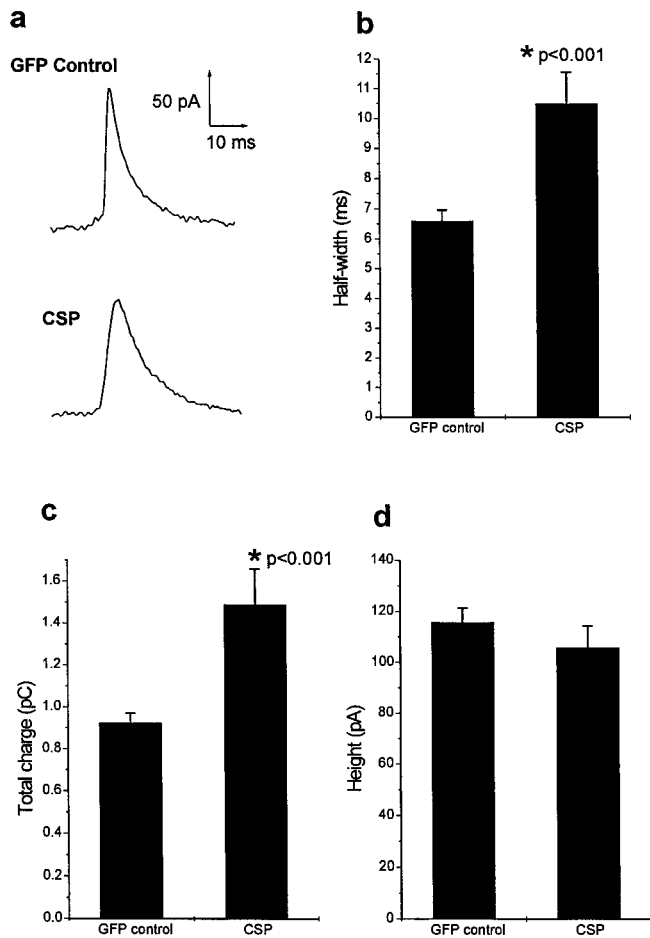 a
GFP Control
50 pA
10 ms
CSP
b
* p<0.001
12
11
10
9
8
7
6
5
4
3
2
1
0
Half-width (ms)
GFP control
CSP
c
* p<0.001
1.6
1.4
1.2
1.0
0.8
0.6
0.4
0.2
0.0
Total charge (pC)
GFP control
CSP
d
140
120
100
80
60
40
20
0
Height (pA)
GFP control
CSP